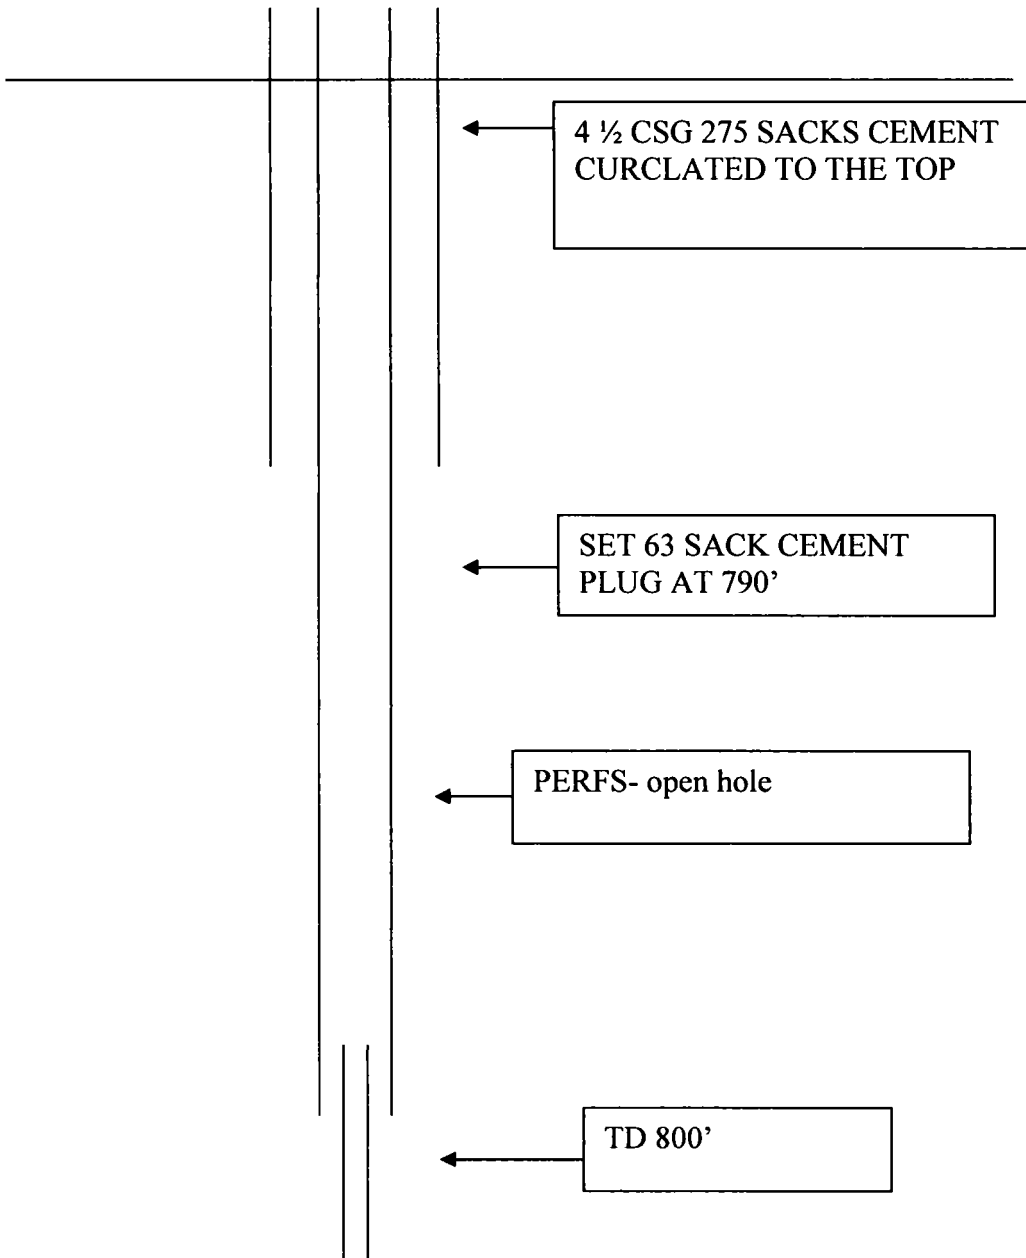 4 ½ CSG 275 SACKS CEMENT
CURCLATED TO THE TOP
SET 63 SACK CEMENT
PLUG AT 790’
PERFS- open hole
TD 800’